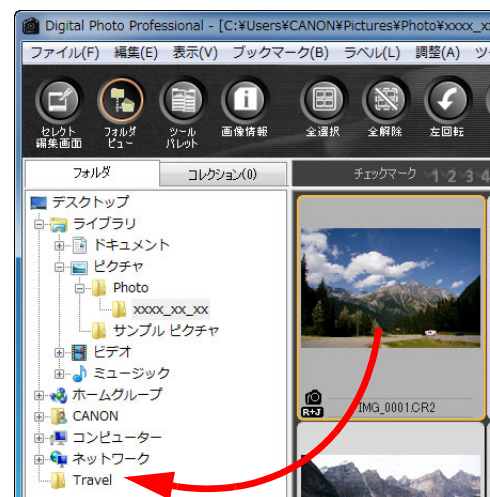 Digital Photo Professional - [C:¥Users¥CANON¥Pictures¥Photo¥xxxx_x
ファイル(F) 編集(E) 表示(V) ブックマーク(B) ラベル(L) 調整(A) ツ
セレクト
編集画面
フォルダ
ビュー
ツール
パレット
画像情報
全選択
全解除
左回転
フォルダ
コレクション(0)
チェックマーク 1 2 3 4
デスクトップ
ライブラリ
ドキュメント
ピクチャ
Photo
xxxx_xx_xx
サンプル ピクチャ
ビデオ
ミュージック
ホームグループ
CANON
コンピューター
ネットワーク
Travel
R+J
IMG_0001.CR2